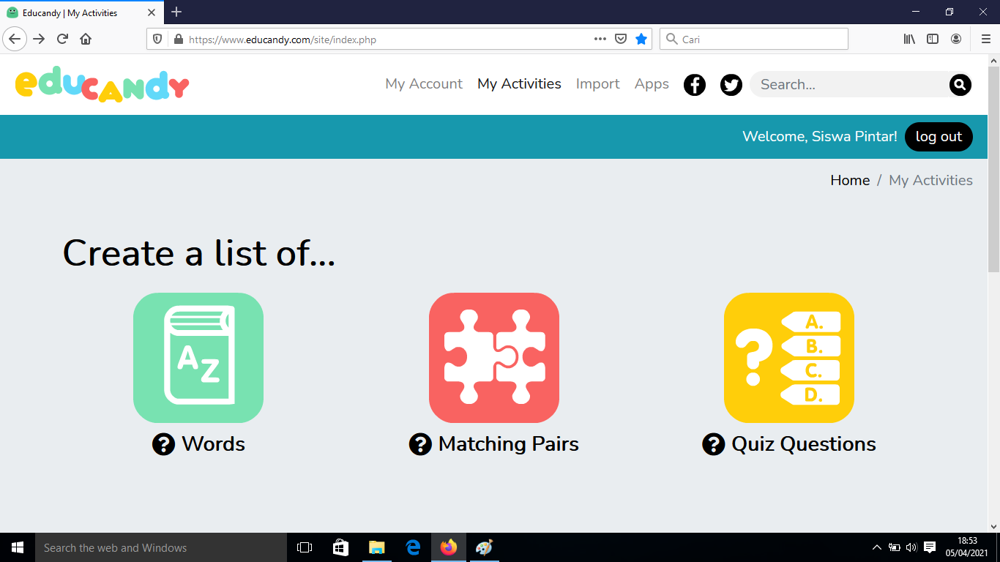 Educandy | My Activities
https://www.educandy.com/site/index.php
Cari
educandy
My Account My Activities Import Apps Search...
Welcome, Siswa Pintar! log out
Home / My Activities
Create a list of...
A Z
? A. B. C. D.
? Words
? Matching Pairs
? Quiz Questions
Search the web and Windows
18:53
05/04/2021